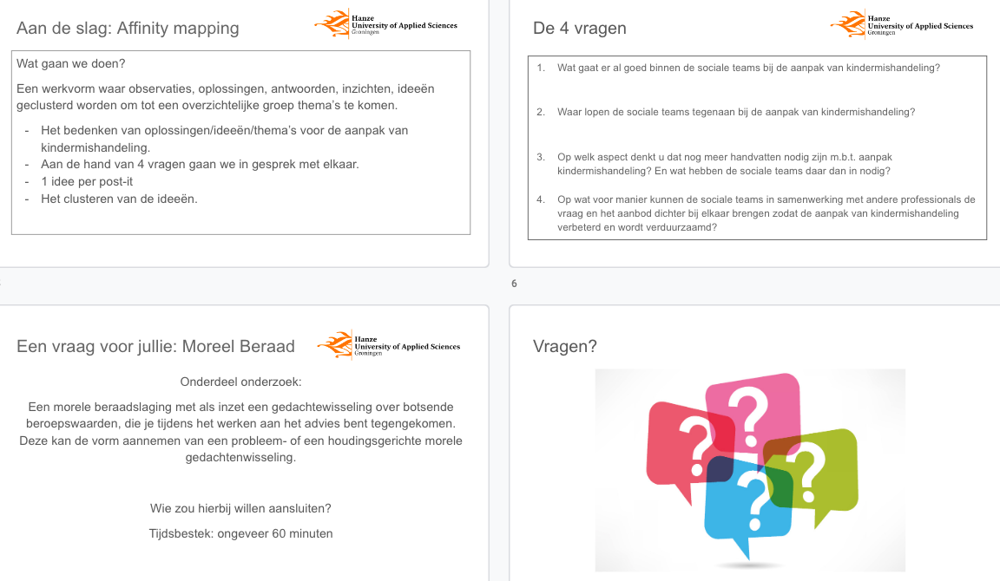 Aan de slag: Affinity mapping
Hanze
University of Applied Sciences
Groningen
Wat gaan we doen?
Een werkvorm waar observaties, oplossingen, antwoorden, inzichten, ideeën
geclusterd worden om tot een overzichtelijke groep thema's te komen.
- Het bedenken van oplossingen/ideeën/thema's voor de aanpak van
kindermishandeling.
- Aan de hand van 4 vragen gaan we in gesprek met elkaar.
- 1 idee per post-it
- Het clusteren van de ideeën.
De 4 vragen
Hanze
University of Applied Sciences
Groningen
1. Wat gaat er al goed binnen de sociale teams bij de aanpak van kindermishandeling?
2. Waar lopen de sociale teams tegenaan bij de aanpak van kindermishandeling?
3. Op welk aspect denkt u dat nog meer handvatten nodig zijn m.b.t. aanpak
kindermishandeling? En wat hebben de sociale teams daar dan in nodig?
4. Op wat voor manier kunnen de sociale teams in samenwerking met andere professionals de
vraag en het aanbod dichter bij elkaar brengen zodat de aanpak van kindermishandeling
verbeterd en wordt verduurzaamd?
6
Een vraag voor jullie: Moreel Beraad
Hanze
University of Applied Sciences
Groningen
Onderdeel onderzoek:
Een morele beraadslaging met als inzet een gedachtewisseling over botsende
beroepswaarden, die je tijdens het werken aan het advies bent tegengekomen.
Deze kan de vorm aannemen van een probleem- of een houdingsgerichte morele
gedachtenwisseling.
Wie zou hierbij willen aansluiten?
Tijdsbestek: ongeveer 60 minuten
Vragen?
?
?
?
?